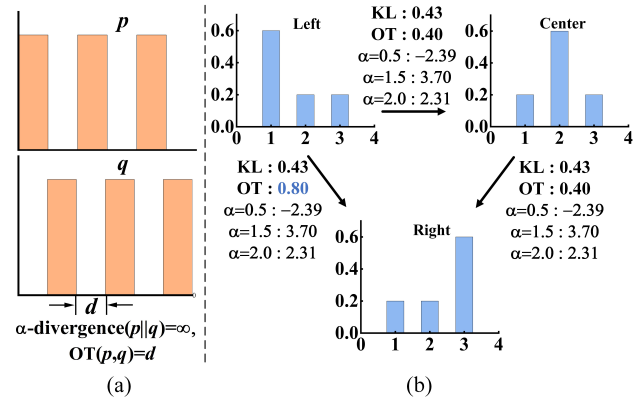 p
q
d
α-divergence(p||q)=∞,
OT(p,q)=d
(a)
Left
0.6
0.4
0.2
0.0
0 1 2 3 4
KL : 0.43
OT : 0.40
α=0.5 : −2.39
α=1.5 : 3.70
α=2.0 : 2.31
Center
0.6
0.4
0.2
0.0
0 1 2 3 4
KL : 0.43
OT : 0.80
α=0.5 : −2.39
α=1.5 : 3.70
α=2.0 : 2.31
Right
0.6
0.4
0.2
0.0
0 1 2 3 4
KL : 0.43
OT : 0.40
α=0.5 : −2.39
α=1.5 : 3.70
α=2.0 : 2.31
(b)